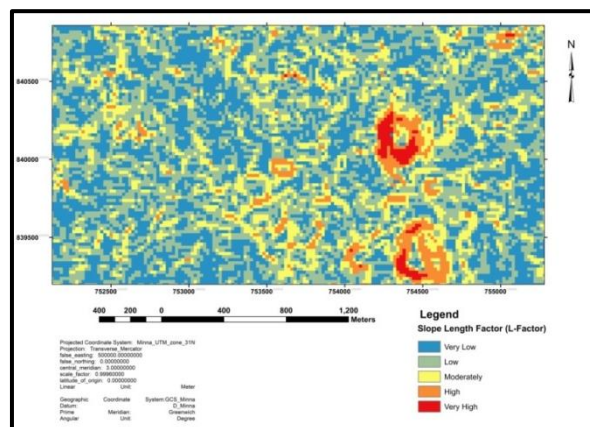 N
840500
840000
839500
752500 753000 753500 754000 754500 755000
400 200 0 400 800 1,200
Meters
Projected Coordinate System: Minna_UTM_zone_31N
Projection: Transverse_Mercator
false_easting: 500000.00000000
false_northing: 0.00000000
central_meridian: 3.00000000
scale_factor: 0.99960000
latitude_of_origin: 0.00000000
Linear Unit Meter
Geographic Coordinate System:GCS_Minna
Datum: D_Minna
Prime Meridian: Greenwich
Angular Unit Degree
Legend
Slope Length Factor (L-Factor)
Very Low
Low
Moderately
High
Very High